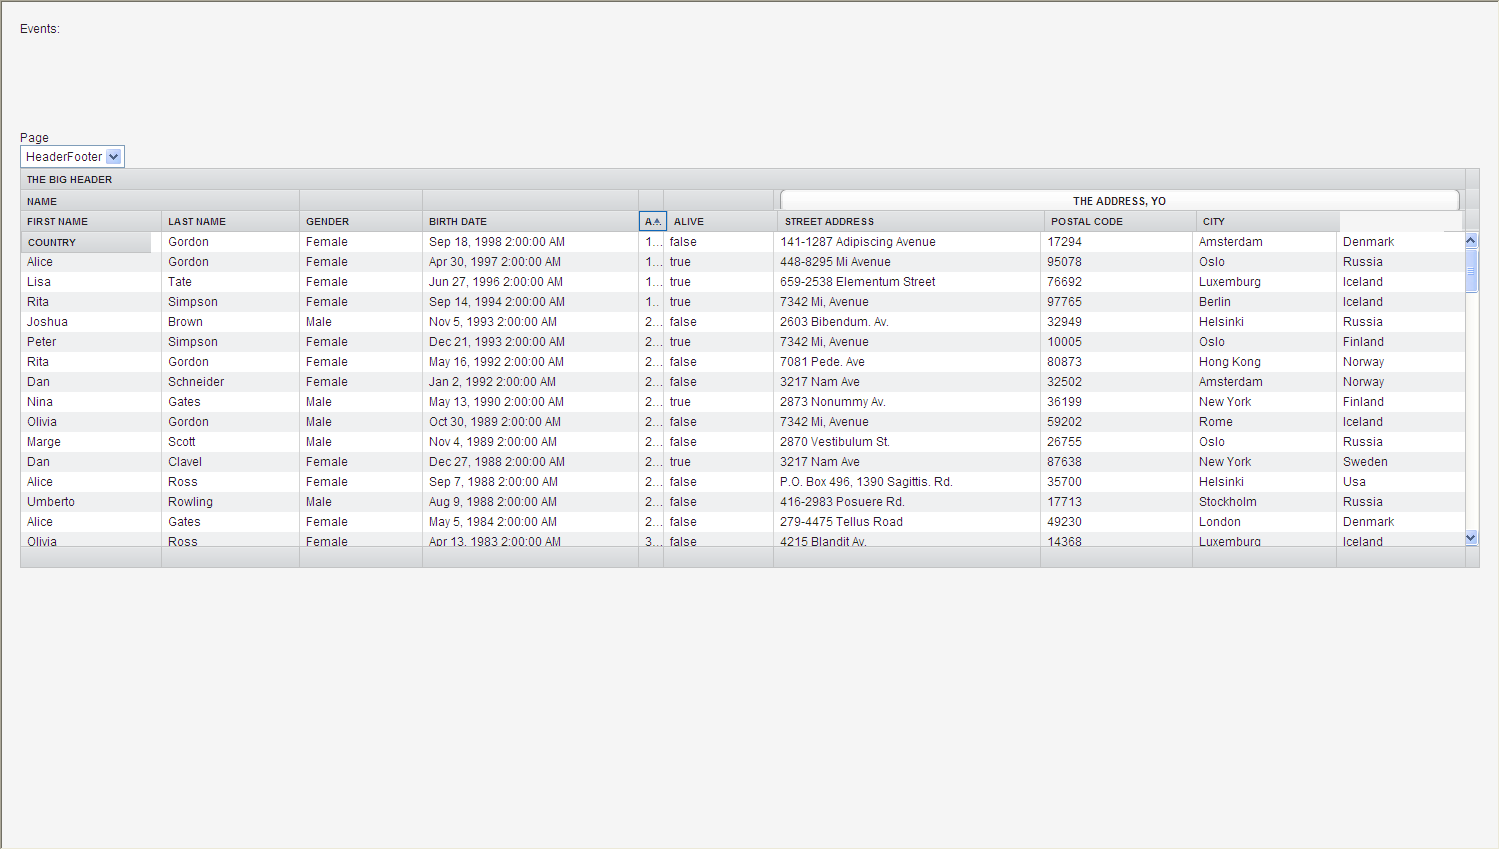 Events:
Page
HeaderFooter
THE BIG HEADER
NAME THE ADDRESS, YO
FIRST NAME LAST NAME GENDER BIRTH DATE A... ALIVE STREET ADDRESS POSTAL CODE CITY
COUNTRY Gordon Female Sep 18, 1998 2:00:00 AM 1... false 141-1287 Adipiscing Avenue 17294 Amsterdam Denmark
Alice Gordon Female Apr 30, 1997 2:00:00 AM 1... true 448-8295 Mi Avenue 95078 Oslo Russia
Lisa Tate Female Jun 27, 1996 2:00:00 AM 1... true 659-2538 Elementum Street 76692 Luxemburg Iceland
Rita Simpson Female Sep 14, 1994 2:00:00 AM 1... true 7342 Mi, Avenue 97765 Berlin Iceland
Joshua Brown Male Nov 5, 1993 2:00:00 AM 2... false 2603 Bibendum. Av. 32949 Helsinki Russia
Peter Simpson Female Dec 21, 1993 2:00:00 AM 2... true 7342 Mi, Avenue 10005 Oslo Finland
Rita Gordon Female May 16, 1992 2:00:00 AM 2... false 7081 Pede. Ave 80873 Hong Kong Norway
Dan Schneider Female Jan 2, 1992 2:00:00 AM 2... false 3217 Nam Ave 32502 Amsterdam Norway
Nina Gates Male May 13, 1990 2:00:00 AM 2... true 2873 Nonummy Av. 36199 New York Finland
Olivia Gordon Male Oct 30, 1989 2:00:00 AM 2... false 7342 Mi, Avenue 59202 Rome Iceland
Marge Scott Male Nov 4, 1989 2:00:00 AM 2... false 2870 Vestibulum St. 26755 Oslo Russia
Dan Clavel Female Dec 27, 1988 2:00:00 AM 2... true 3217 Nam Ave 87638 New York Sweden
Alice Ross Female Sep 7, 1988 2:00:00 AM 2... false P.O. Box 496, 1390 Sagittis. Rd. 35700 Helsinki Usa
Umberto Rowling Male Aug 9, 1988 2:00:00 AM 2... false 416-2983 Posuere Rd. 17713 Stockholm Russia
Alice Gates Female May 5, 1984 2:00:00 AM 2... false 279-4475 Tellus Road 49230 London Denmark
Olivia Ross Female Apr 13, 1983 2:00:00 AM 3... false 4215 Blandit Av. 14368 Luxemburg Iceland